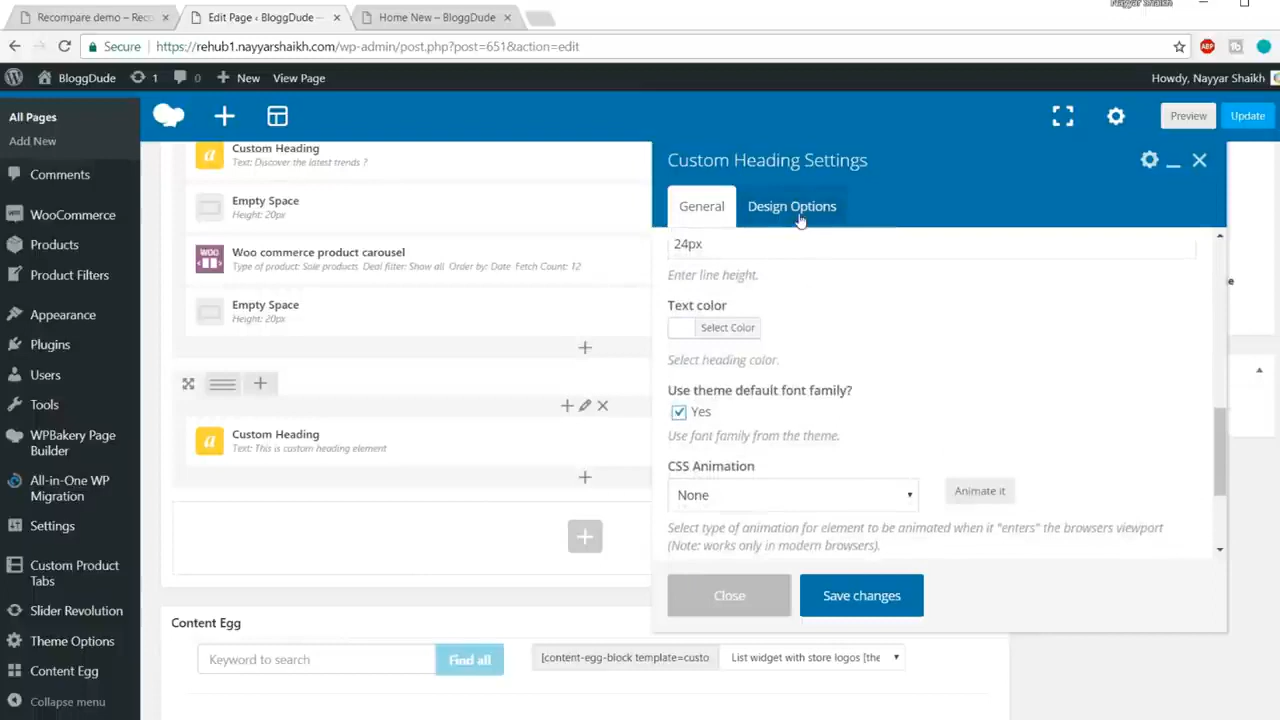 Nayyar Shaikh
Recompare demo – Reco
Edit Page ‹ BloggDude —
Home New – BloggDude
Secure
https://rehub1.nayyarshaikh.com/wp-admin/post.php?post=651&action=edit
ABP
BloggDude
1
0
New
View Page
Howdy, Nayyar Shaikh
All Pages
Add New
Comments
WooCommerce
Products
Product Filters
Appearance
Plugins
Users
Tools
WPBakery Page
Builder
All-in-One WP
Migration
Settings
Custom Product
Tabs
Slider Revolution
Theme Options
Content Egg
Collapse menu
Preview
Update
a
Custom Heading
Text: Discover the latest trends ?
Empty Space
Height: 20px
WOO
Woo commerce product carousel
Type of product: Sale products Deal filter: Show all Order by: Date Fetch Count: 12
Empty Space
Height: 20px
a
Custom Heading
Text: This is custom heading element
Content Egg
Keyword to search
Find all
[content-egg-block template=custo
List widget with store logos [the
Custom Heading Settings
General
Design Options
24px
Enter line height.
Text color
Select Color
Select heading color.
Use theme default font family?
Yes
Use font family from the theme.
CSS Animation
None
Animate it
Select type of animation for element to be animated when it "enters" the browsers viewport
(Note: works only in modern browsers).
Close
Save changes
e